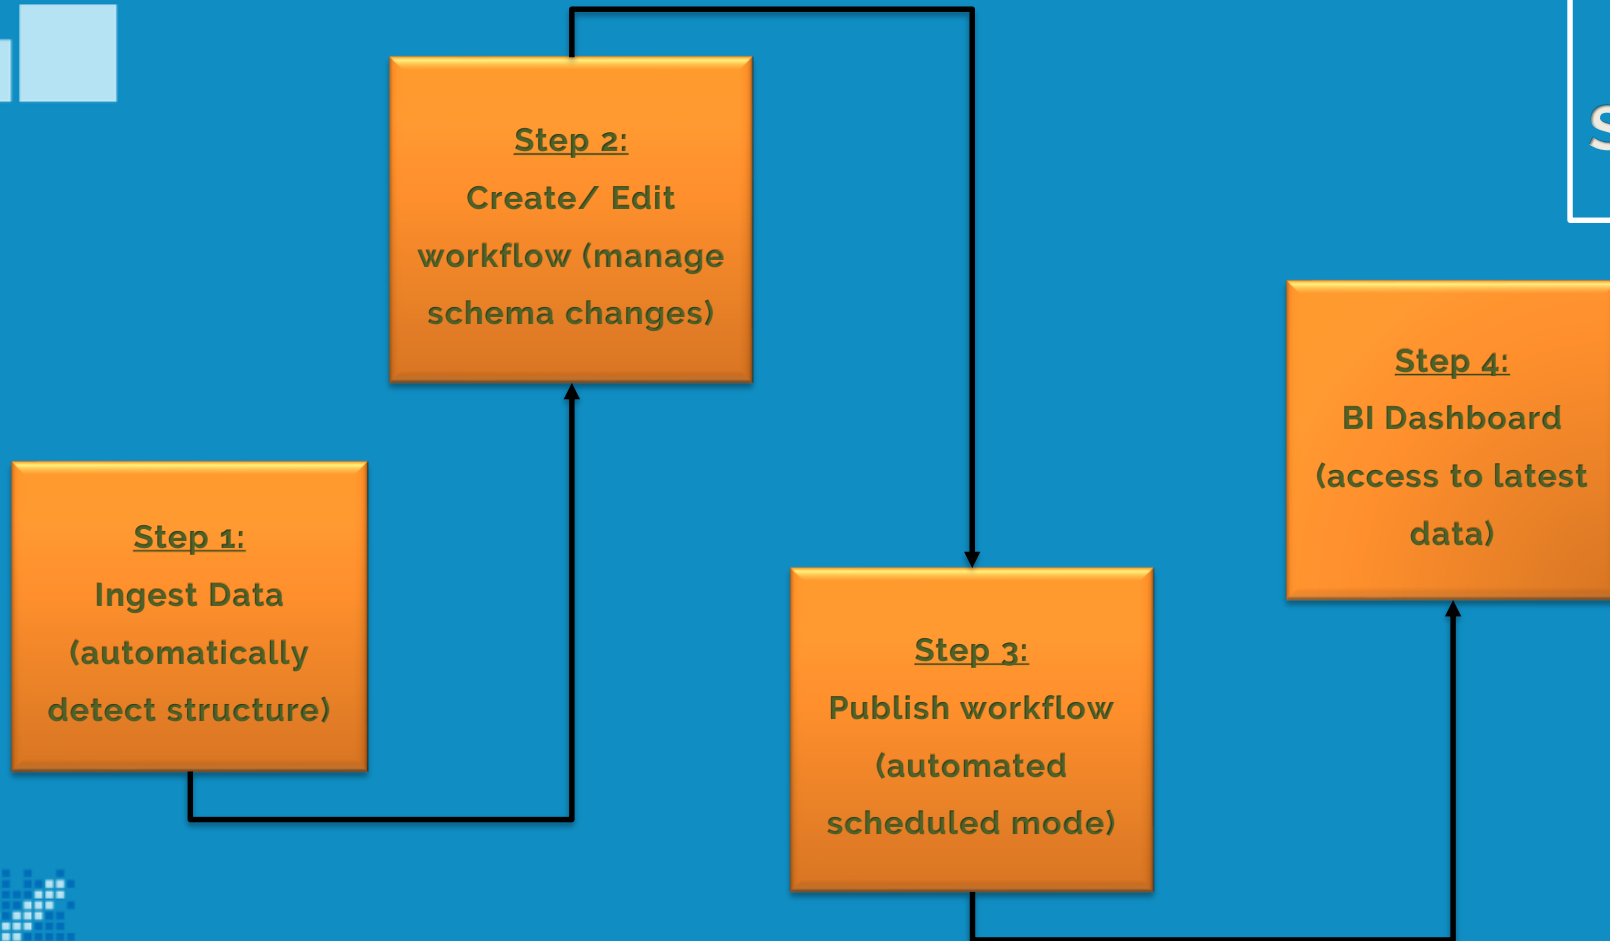 Step 1:
Ingest Data
(automatically
detect structure)
Step 2:
Create/ Edit
workflow (manage
schema changes)
Step 3:
Publish workflow
(automated
scheduled mode)
Step 4:
BI Dashboard
(access to latest
data)